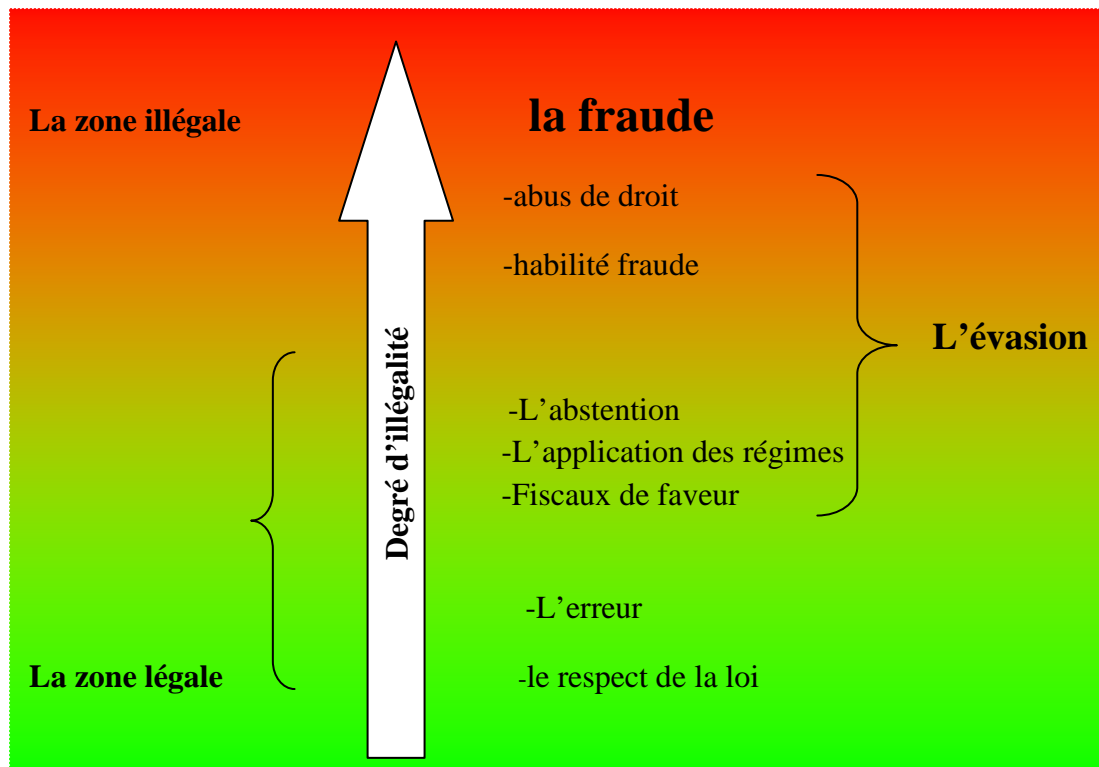 La zone illégale
la fraude
-abus de droit
-habilité fraude
L’évasion
Degré d’illégalité
-L’abstention
-L’application des régimes
-Fiscaux de faveur
-L’erreur
La zone légale
-le respect de la loi